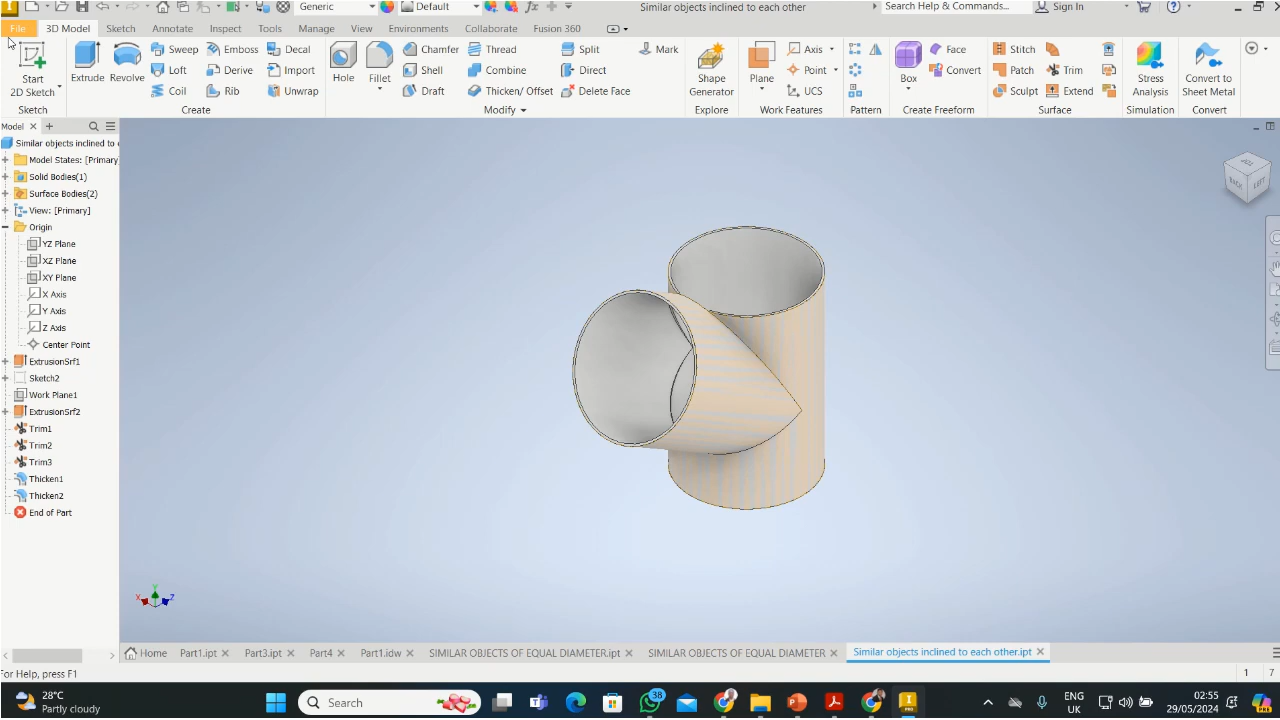 Generic
Default
Similar objects inclined to each other
Search Help & Commands...
Sign In
File
3D Model
Sketch
Annotate
Inspect
Tools
Manage
View
Environments
Collaborate
Fusion 360
Start
2D Sketch
Sketch
Extrude
Revolve
Sweep
Loft
Coil
Emboss
Derive
Rib
Decal
Import
Unwrap
Create
Hole
Fillet
Chamfer
Shell
Draft
Thread
Combine
Thicken/ Offset
Split
Direct
Delete Face
Mark
Modify
Shape
Generator
Explore
Plane
Axis
Point
UCS
Work Features
Pattern
Box
Face
Convert
Create Freeform
Stitch
Patch
Sculpt
Trim
Extend
Surface
Stress
Analysis
Simulation
Convert to
Sheet Metal
Convert
Model
Similar objects inclined to e
Model States: [Primary]
Solid Bodies(1)
Surface Bodies(2)
View: [Primary]
Origin
YZ Plane
XZ Plane
XY Plane
X Axis
Y Axis
Z Axis
Center Point
ExtrusionSrf1
Sketch2
Work Plane1
ExtrusionSrf2
Trim1
Trim2
Trim3
Thicken1
Thicken2
End of Part
BACK
LEFT
X
Y
Z
Home
Part1.ipt
Part3.ipt
Part4
Part1.idw
SIMILAR OBJECTS OF EQUAL DIAMETER.ipt
SIMILAR OBJECTS OF EQUAL DIAMETER
Similar objects inclined to each other.ipt
For Help, press F1
1
7
28°C
Partly cloudy
Search
38
ENG
UK
02:55
29/05/2024